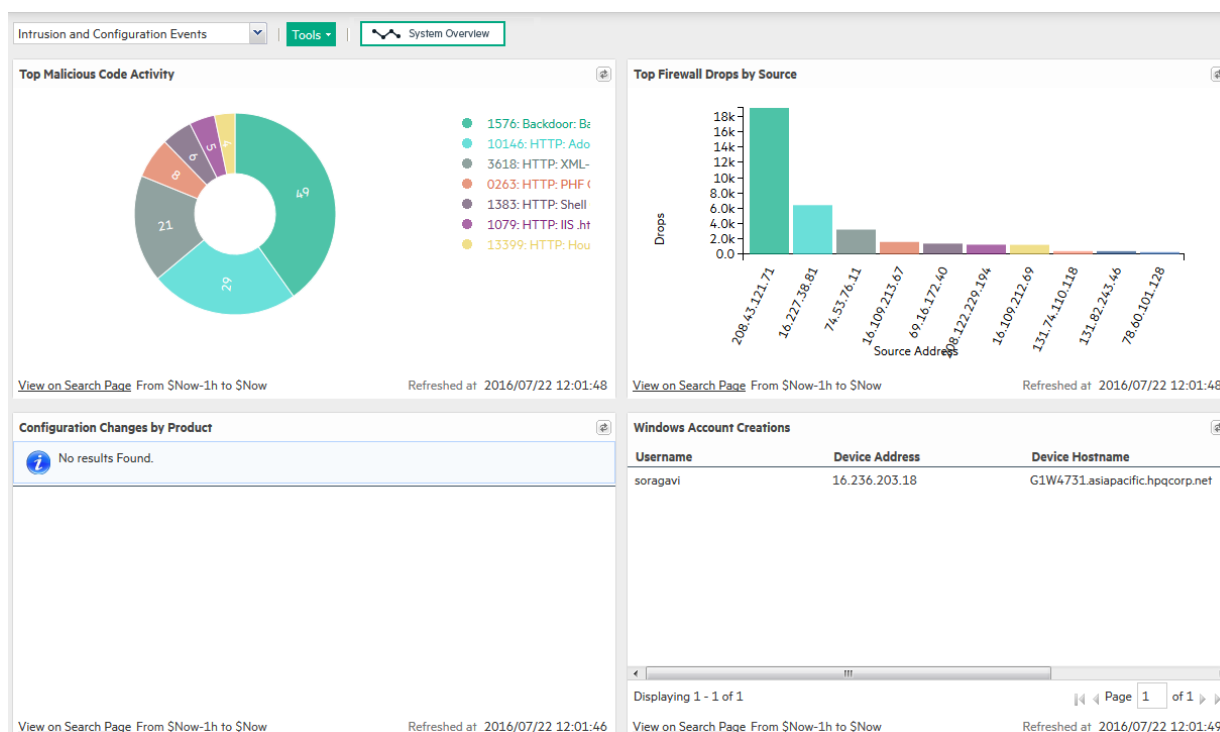 Intrusion and Configuration Events
Tools
System Overview
Top Malicious Code Activity
49
29
21
8
6
5
4
1576: Backdoor: Ba
10146: HTTP: Ado
3618: HTTP: XML-
0263: HTTP: PHF (
1383: HTTP: Shell
1079: HTTP: IIS .ht
13399: HTTP: Hou
View on Search Page From $Now-1h to $Now
Refreshed at 2016/07/22 12:01:48
Top Firewall Drops by Source
Drops
18k
16k
14k
12k
10k
8.0k
6.0k
4.0k
2.0k
0.0
208.43.121.71
16.227.38.81
74.53.76.11
16.109.213.67
69.16.172.40
208.122.229.194
16.109.212.69
131.74.110.118
131.82.243.46
78.60.101.128
Source Address
View on Search Page From $Now-1h to $Now
Refreshed at 2016/07/22 12:01:48
Configuration Changes by Product
No results Found.
View on Search Page From $Now-1h to $Now
Refreshed at 2016/07/22 12:01:46
Windows Account Creations
Username Device Address Device Hostname
soragavi 16.236.203.18 G1W4731.asiapacific.hpqcorp.net
Displaying 1 - 1 of 1
Page 1 of 1
View on Search Page From $Now-1h to $Now
Refreshed at 2016/07/22 12:01:49